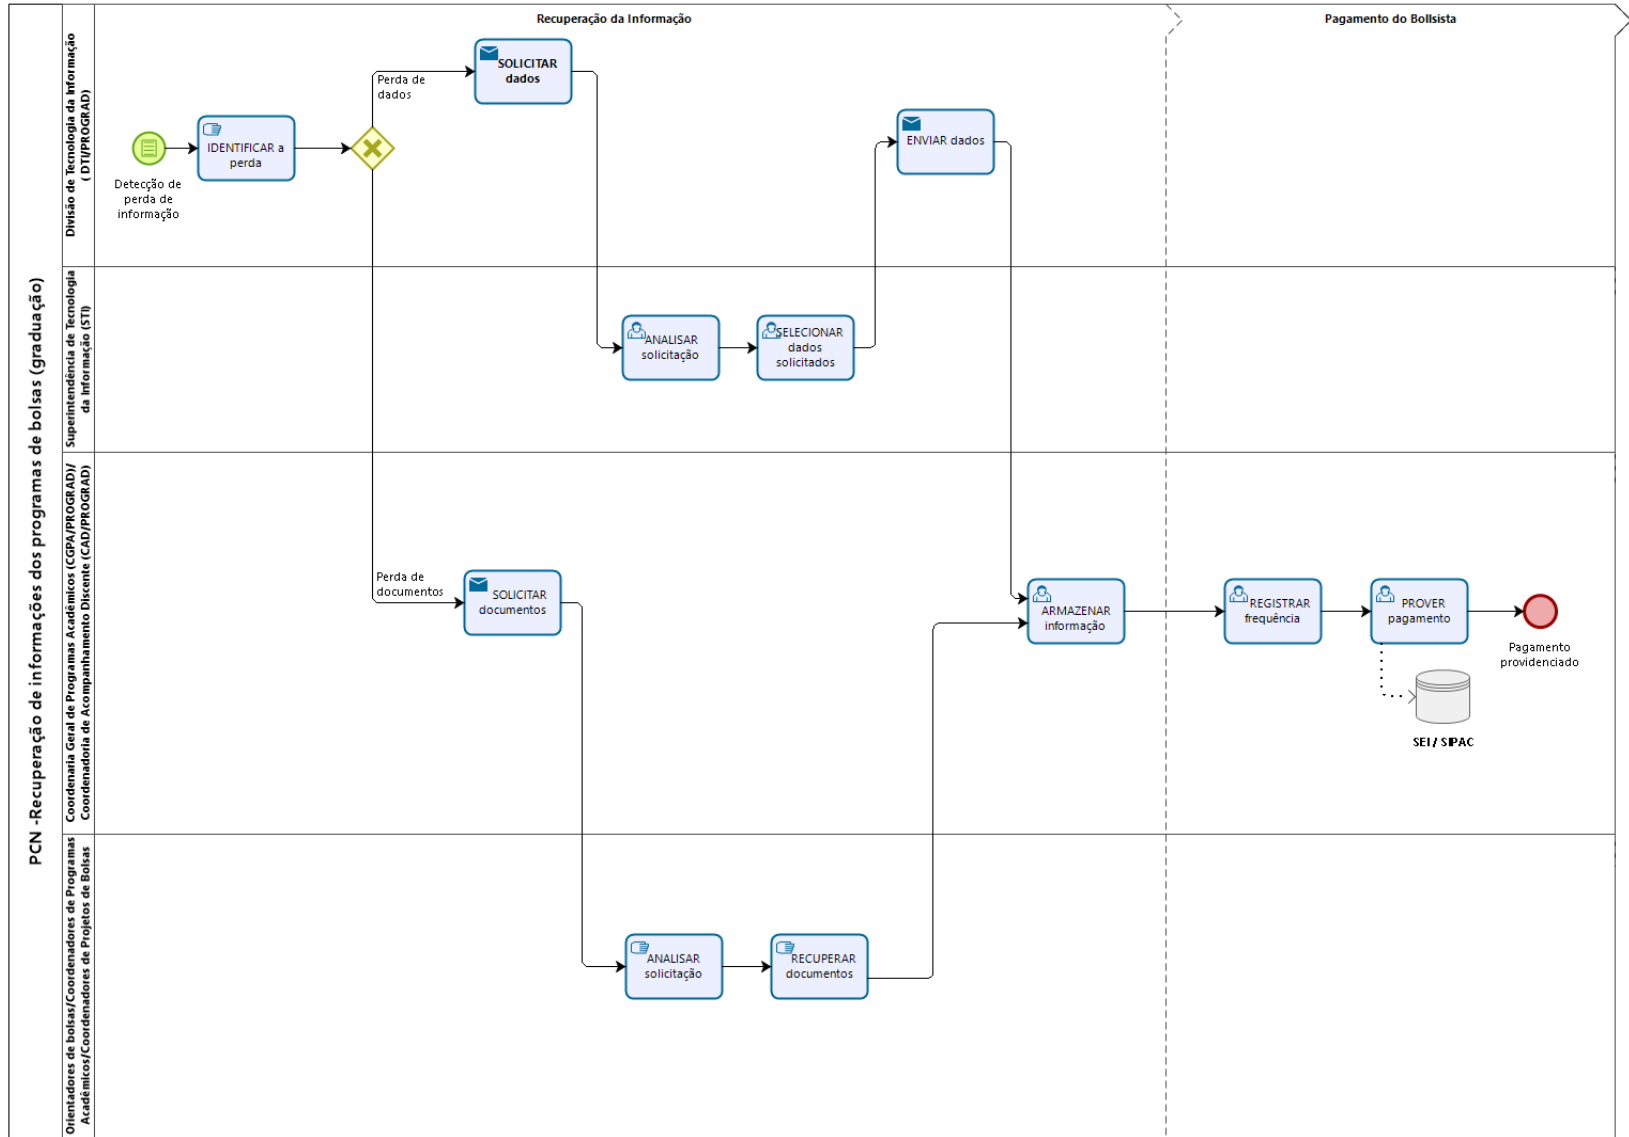 Recuperação da Informação
Pagamento do Bollsista
PCN -Recuperação de informações dos programas de bolsas (graduação)
Divisão de Tecnologia da Informação
( DTI/PROGRAD)
Detecção de
perda de
informação
IDENTIFICAR a
perda
Perda de
dados
SOLICITAR
dados
ENVIAR dados
Superintendência de Tecnologia
da Informação (STI)
ANALISAR
solicitação
SELECIONAR
dados
solicitados
Coordenaria Geral de Programas Acadêmicos (CGPA/PROGRAD)/
Coordenadoria de Acompanhamento Discente (CAD/PROGRAD)
Perda de
documentos
SOLICITAR
documentos
ARMAZENAR
informação
REGISTRAR
frequência
PROVER
pagamento
Pagamento
providenciado
SEI / SIPAC
Orientadores de bolsas/Coordenadores de Programas
Acadêmicos/Coordenadores de Projetos de Bolsas
ANALISAR
solicitação
RECUPERAR
documentos